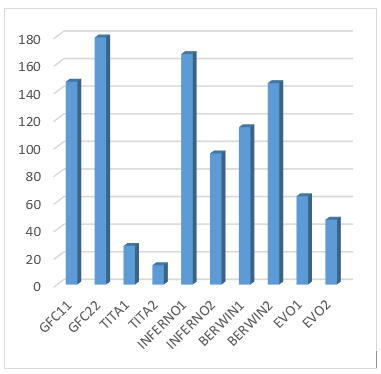 180
160
140
120
100
80
60
40
20
0
GFC11
GFC22
TITA1
TITA2
INFERNO1
INFERNO2
BERWIN1
BERWIN2
EVO1
EVO2